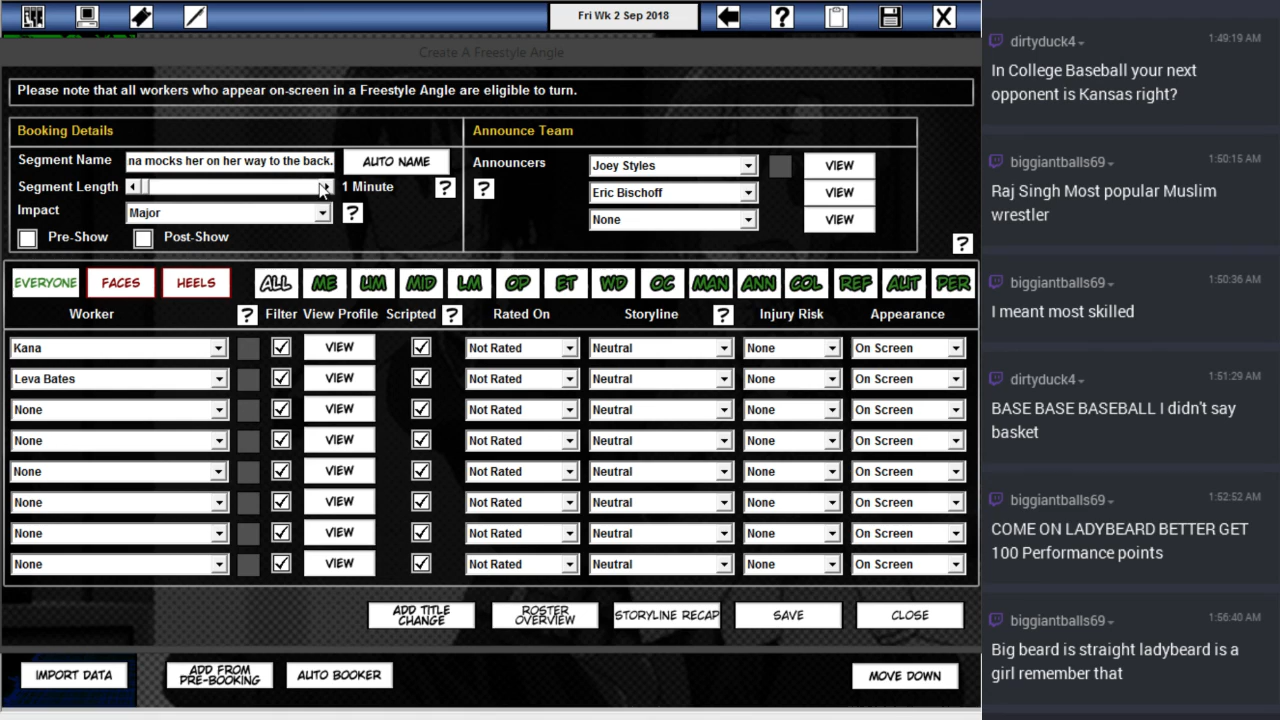 Fri Wk 2 Sep 2018
Create A Freestyle Angle
Please note that all workers who appear on-screen in a Freestyle Angle are eligible to turn.
Booking Details
Segment Name na mocks her on her way to the back. AUTO NAME
Segment Length 1 Minute ?
Impact Major ?
Pre-Show Post-Show
Announce Team
Announcers Joey Styles VIEW
? Eric Bischoff VIEW
None VIEW
?
EVERYONE FACES HEELS ALL ME UM MID LM OP ET WD OC MAN ANN COL REF AUT PER
Worker ? Filter View Profile Scripted ? Rated On Storyline ? Injury Risk Appearance
Kana VIEW Not Rated Neutral None On Screen
Leva Bates VIEW Not Rated Neutral None On Screen
None VIEW Not Rated Neutral None On Screen
None VIEW Not Rated Neutral None On Screen
None VIEW Not Rated Neutral None On Screen
None VIEW Not Rated Neutral None On Screen
None VIEW Not Rated Neutral None On Screen
None VIEW Not Rated Neutral None On Screen
ADD TITLE CHANGE ROSTER OVERVIEW STORYLINE RECAP SAVE CLOSE
IMPORT DATA ADD FROM PRE-BOOKING AUTO BOOKER MOVE DOWN
dirtyduck4 1:49:19 AM
In College Baseball your next
opponent is Kansas right?
biggiantballs69 1:50:15 AM
Raj Singh Most popular Muslim
wrestler
biggiantballs69 1:50:36 AM
I meant most skilled
dirtyduck4 1:51:29 AM
BASE BASE BASEBALL I didn't say
basket
biggiantballs69 1:52:52 AM
COME ON LADYBEARD BETTER GET
100 Performance points
biggiantballs69 1:56:40 AM
Big beard is straight ladybeard is a
girl remember that